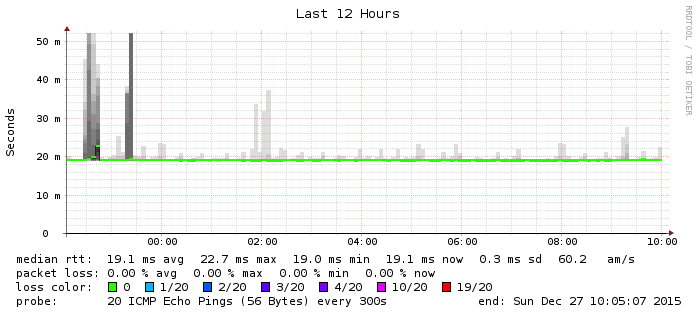 Last 12 Hours
RRDTOOL / TOBI OETIKER
Seconds
50 m
40 m
30 m
20 m
10 m
0
00:00 02:00 04:00 06:00 08:00 10:00
median rtt: 19.1 ms avg 22.7 ms max 19.0 ms min 19.1 ms now 0.3 ms sd 60.2 am/s
packet loss: 0.00 % avg 0.00 % max 0.00 % min 0.00 % now
loss color: 0 1/20 2/20 3/20 4/20 10/20 19/20
probe: 20 ICMP Echo Pings (56 Bytes) every 300s end: Sun Dec 27 10:05:07 2015